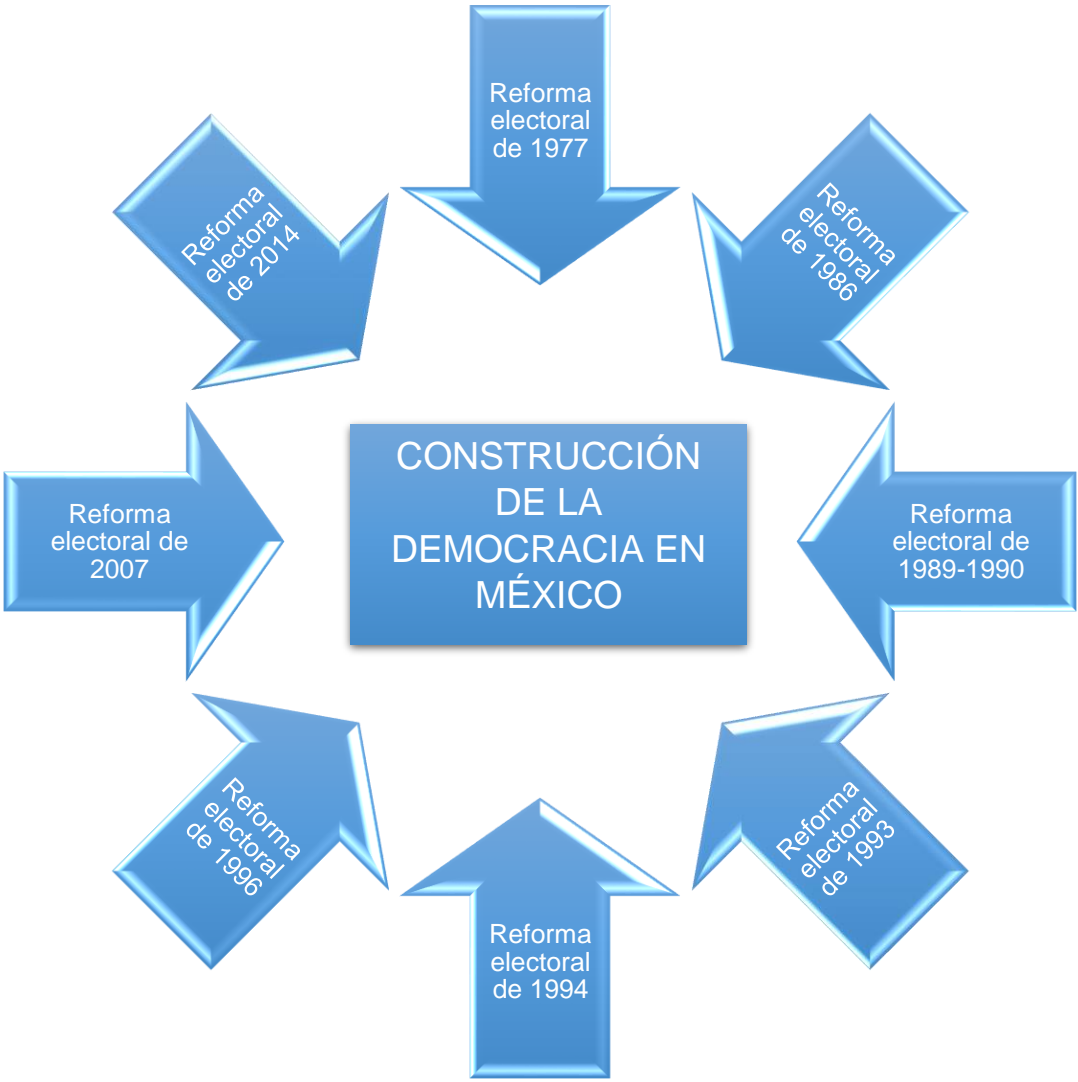 Reforma
electoral
de 1977
Reforma
electoral
de 1986
Reforma
electoral de
1989-1990
Reforma
electoral
de 1993
Reforma
electoral
de 1994
Reforma
electoral
de 1996
Reforma
electoral de
2007
Reforma
electoral
de 2014
CONSTRUCCIÓN
DE LA
DEMOCRACIA EN
MÉXICO